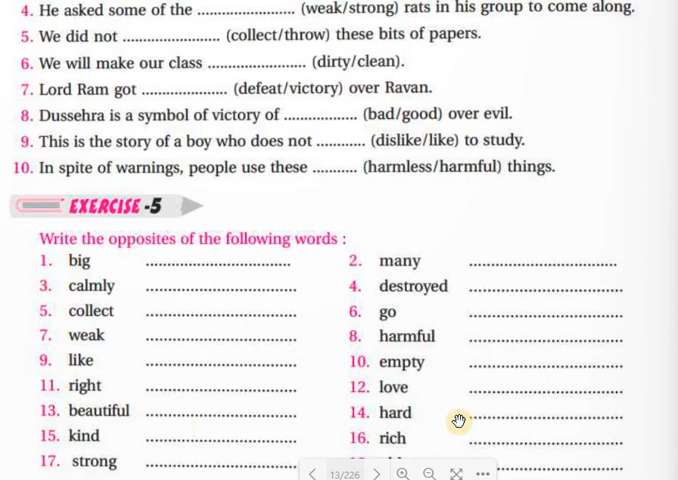 4. He asked some of the ........................ (weak/strong) rats in his group to come along.
5. We did not ........................ (collect/throw) these bits of papers.
6. We will make our class ........................ (dirty/clean).
7. Lord Ram got ..................... (defeat/victory) over Ravan.
8. Dussehra is a symbol of victory of .................. (bad/good) over evil.
9. This is the story of a boy who does not ............ (dislike/like) to study.
10. In spite of warnings, people use these ........... (harmless/harmful) things.
EXERCISE -5
Write the opposites of the following words :
1. big .................................... 2. many ....................................
3. calmly .................................... 4. destroyed ....................................
5. collect .................................... 6. go ....................................
7. weak .................................... 8. harmful ....................................
9. like .................................... 10. empty ....................................
11. right .................................... 12. love ....................................
13. beautiful .................................... 14. hard ....................................
15. kind .................................... 16. rich ....................................
17. strong ....................................
13/226